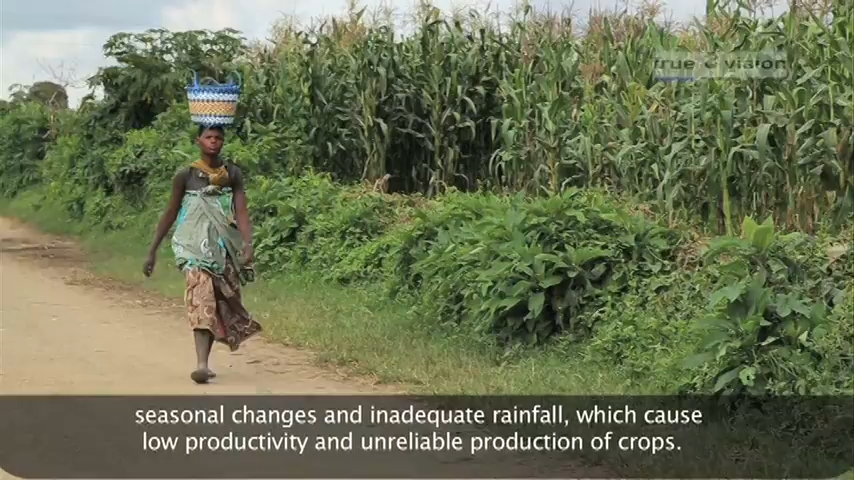 true vision
seasonal changes and inadequate rainfall, which cause
low productivity and unreliable production of crops.